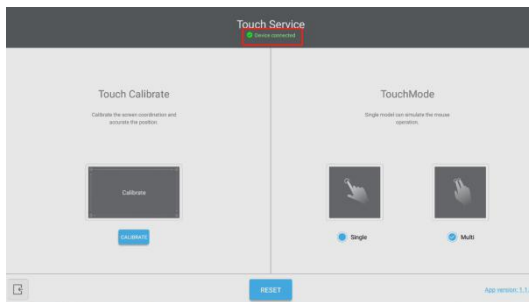 Touch Service
Device connected
Touch Calibrate
Calibrate the screen coordination and
accurate the position
Calibrate
CALIBRATE
TouchMode
Single model can simulate the mouse
operation
Single
Multi
RESET
App version: 1.1